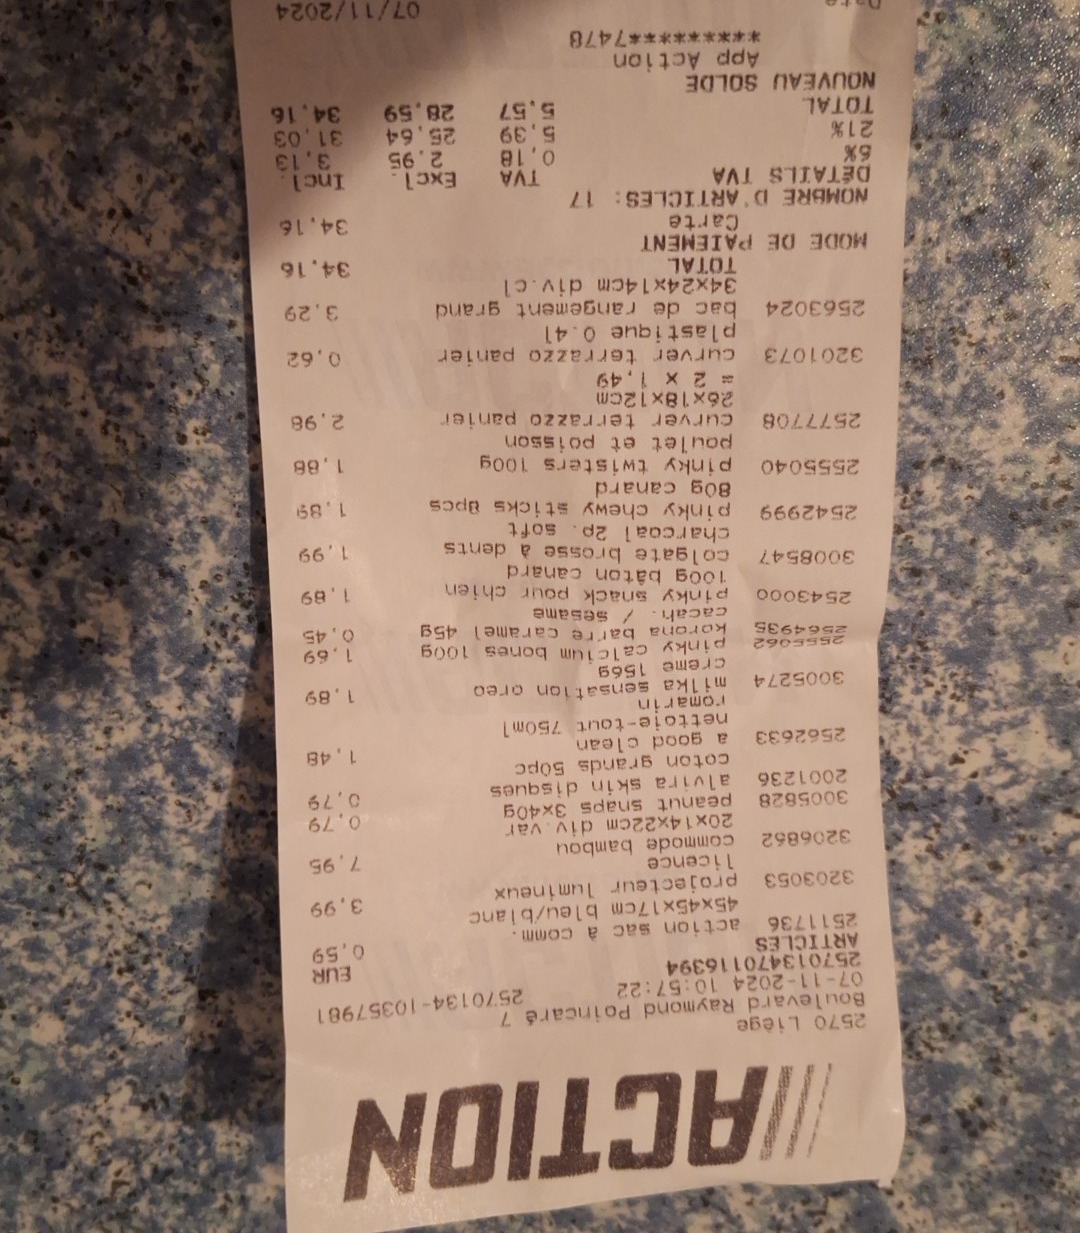 ACTION
2570 Liège
Boulevard Raymond Poincaré 7
07-11-2024 10:57:22 2570134-10357981
257013470116394
ARTICLES EUR
2511736 action sac à comm. 0,59
45x45x17cm bleu/blanc
3203053 projecteur lumineux 3,99
licence
3206862 commode bambou 7,95
20x14x22cm div.var
3005828 peanut snaps 3x40g 0,79
2001236 alvira skin disques 0,79
coton grands 50pc
2562633 a good clean 1,48
nettoie-tout 750ml
romarin
3005274 milka sensation oreo 1,89
creme 156g
2555062 pinky calcium bones 100g 1,69
2564935 korona barre caramel 45g 0,45
cacah. / sesame
2543000 pinky snack pour chien 1,89
100g bâton canard
3008547 colgate brosse à dents 1,99
charcoal 2p. soft
2542999 pinky chewy sticks 8pcs 1,89
80g canard
2555040 pinky twisters 100g 1,88
poulet et poisson
2577708 curver terrazzo panier 2,98
26x18x12cm
= 2 x 1,49
3201073 curver terrazzo panier 0,62
plastique 0.4l
2563024 bac de rangement grand 3,29
34x24x14cm div.cl
TOTAL 34,16
MODE DE PAIEMENT
Carte 34,16
NOMBRE D'ARTICLES: 17
DÉTAILS TVA TVA Excl. Incl.
6% 0,18 2,95 3,13
21% 5,39 25,64 31,03
TOTAL 5,57 28,59 34,16
NOUVEAU SOLDE
App Action
*********7478
Date 07/11/2024